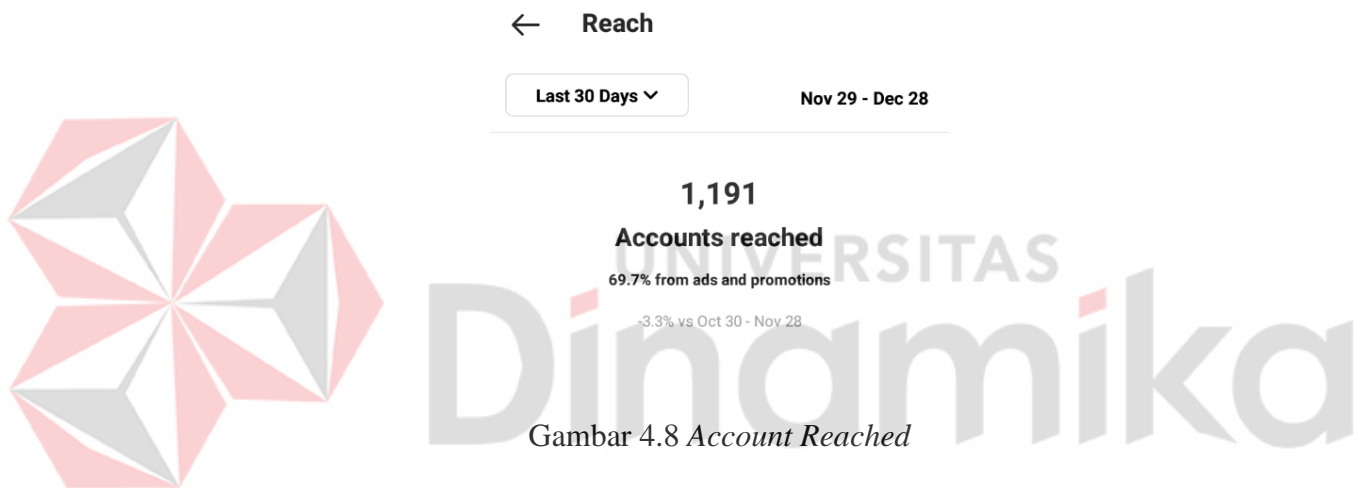 ← Reach
Last 30 Days Nov 29 - Dec 28
1,191
Accounts reached
69.7% from ads and promotions
-3.3% vs Oct 30 - Nov 28
UNIVERSITAS
Dinamika
Gambar 4.8 Account Reached